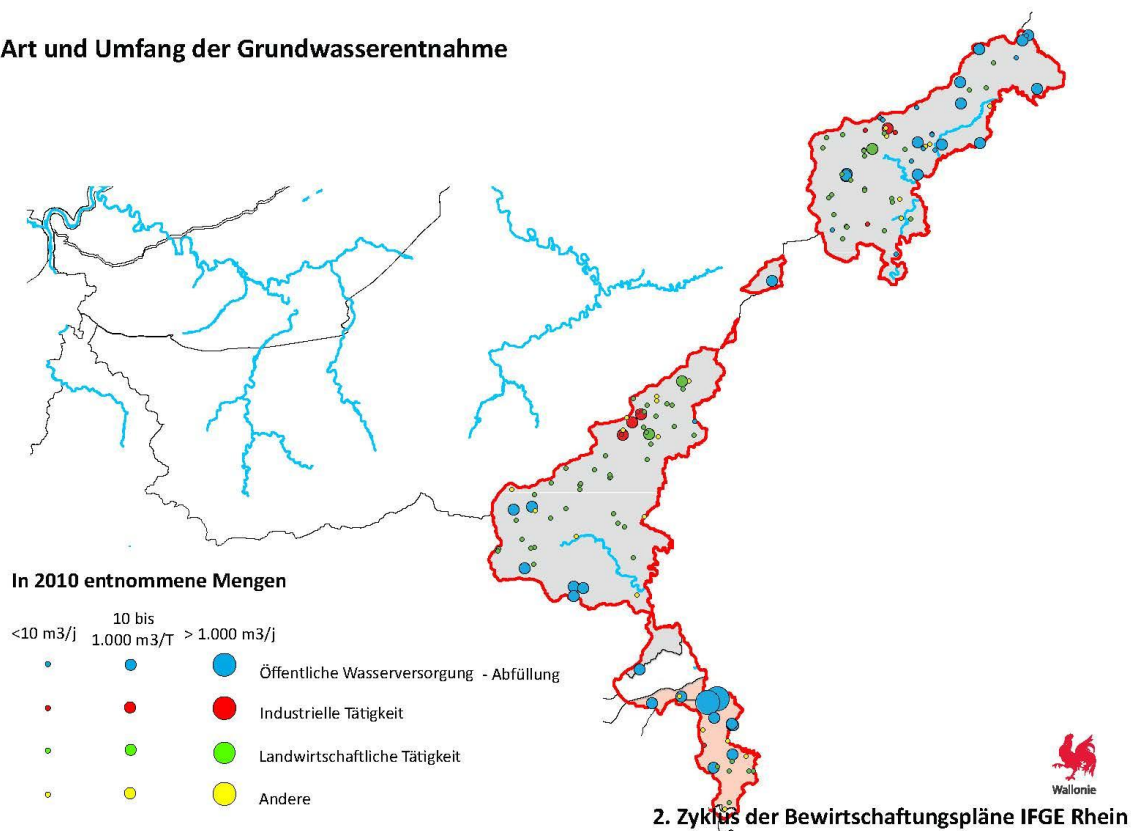 Art und Umfang der Grundwasserentnahme
In 2010 entnommene Mengen
<10 m3/j
10 bis
1.000 m3/T
> 1.000 m3/j
Öffentliche Wasserversorgung - Abfüllung
Industrielle Tätigkeit
Landwirtschaftliche Tätigkeit
Andere
Wallonie
2. Zyklus der Bewirtschaftungspläne IFGE Rhein